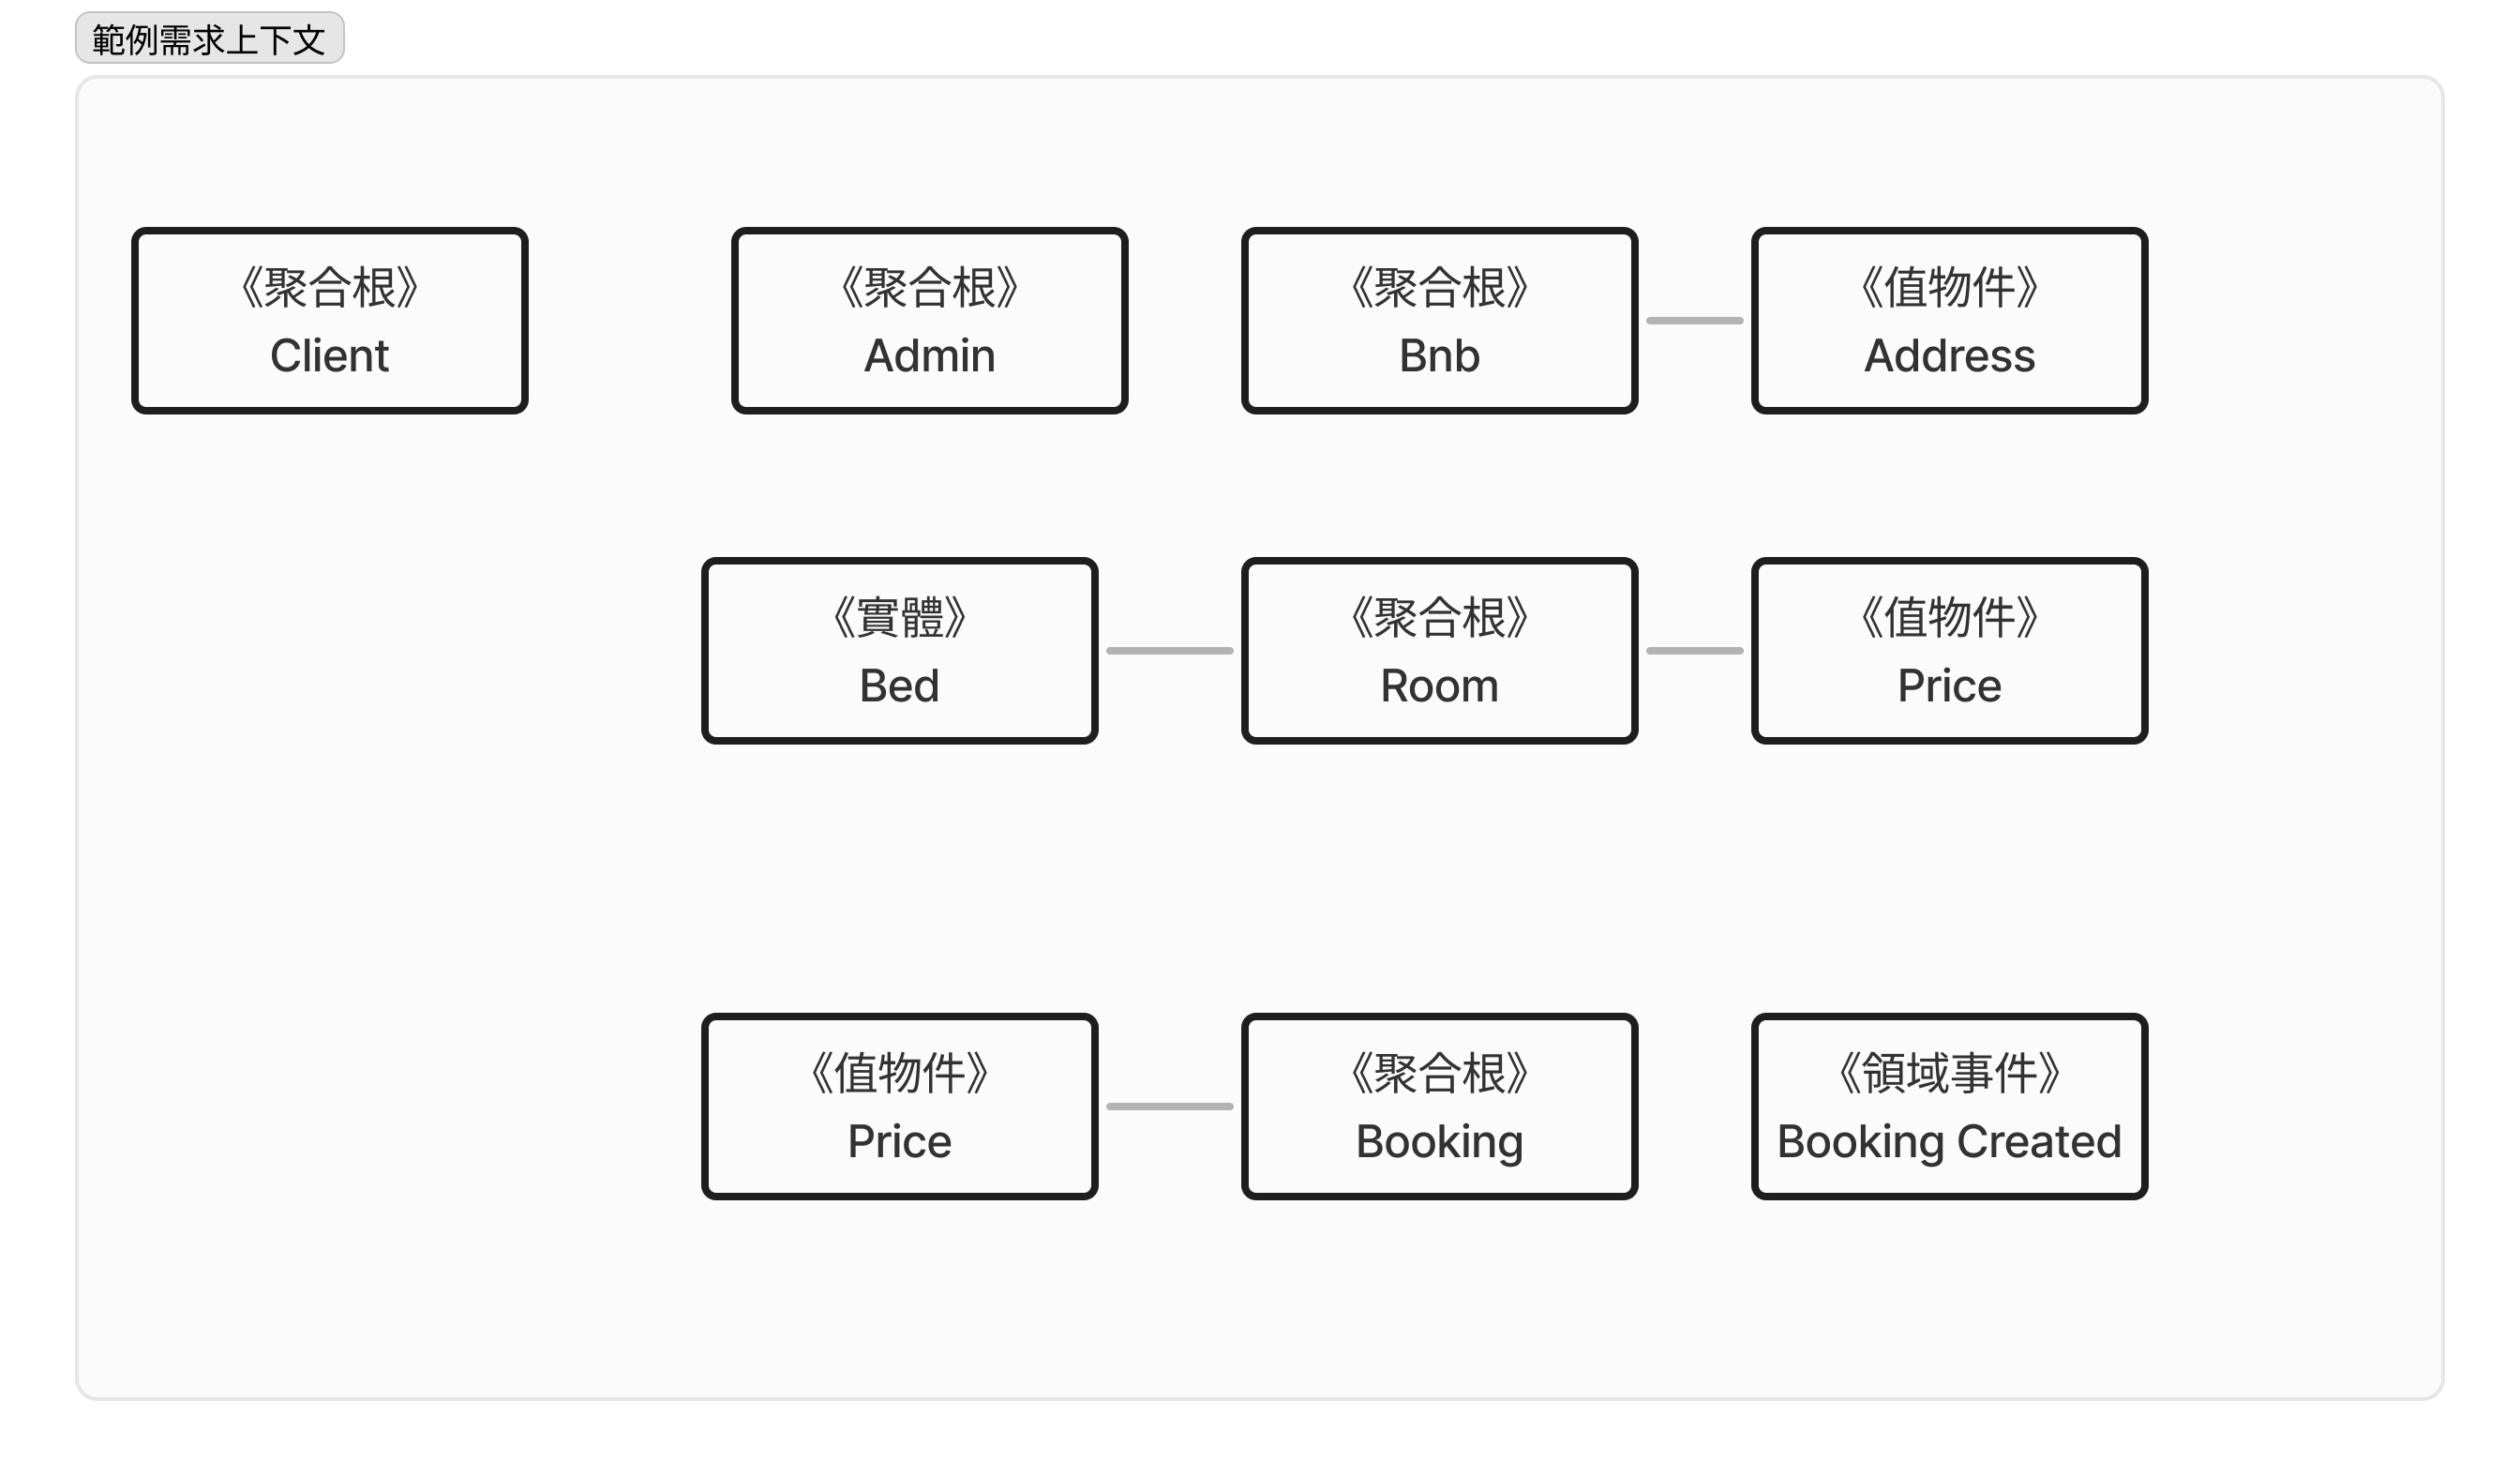 範例需求上下文
《聚合根》
Client
《聚合根》
Admin
《聚合根》
Bnb
《值物件》
Address
《實體》
Bed
《聚合根》
Room
《值物件》
Price
《值物件》
Price
《聚合根》
Booking
《領域事件》
Booking Created